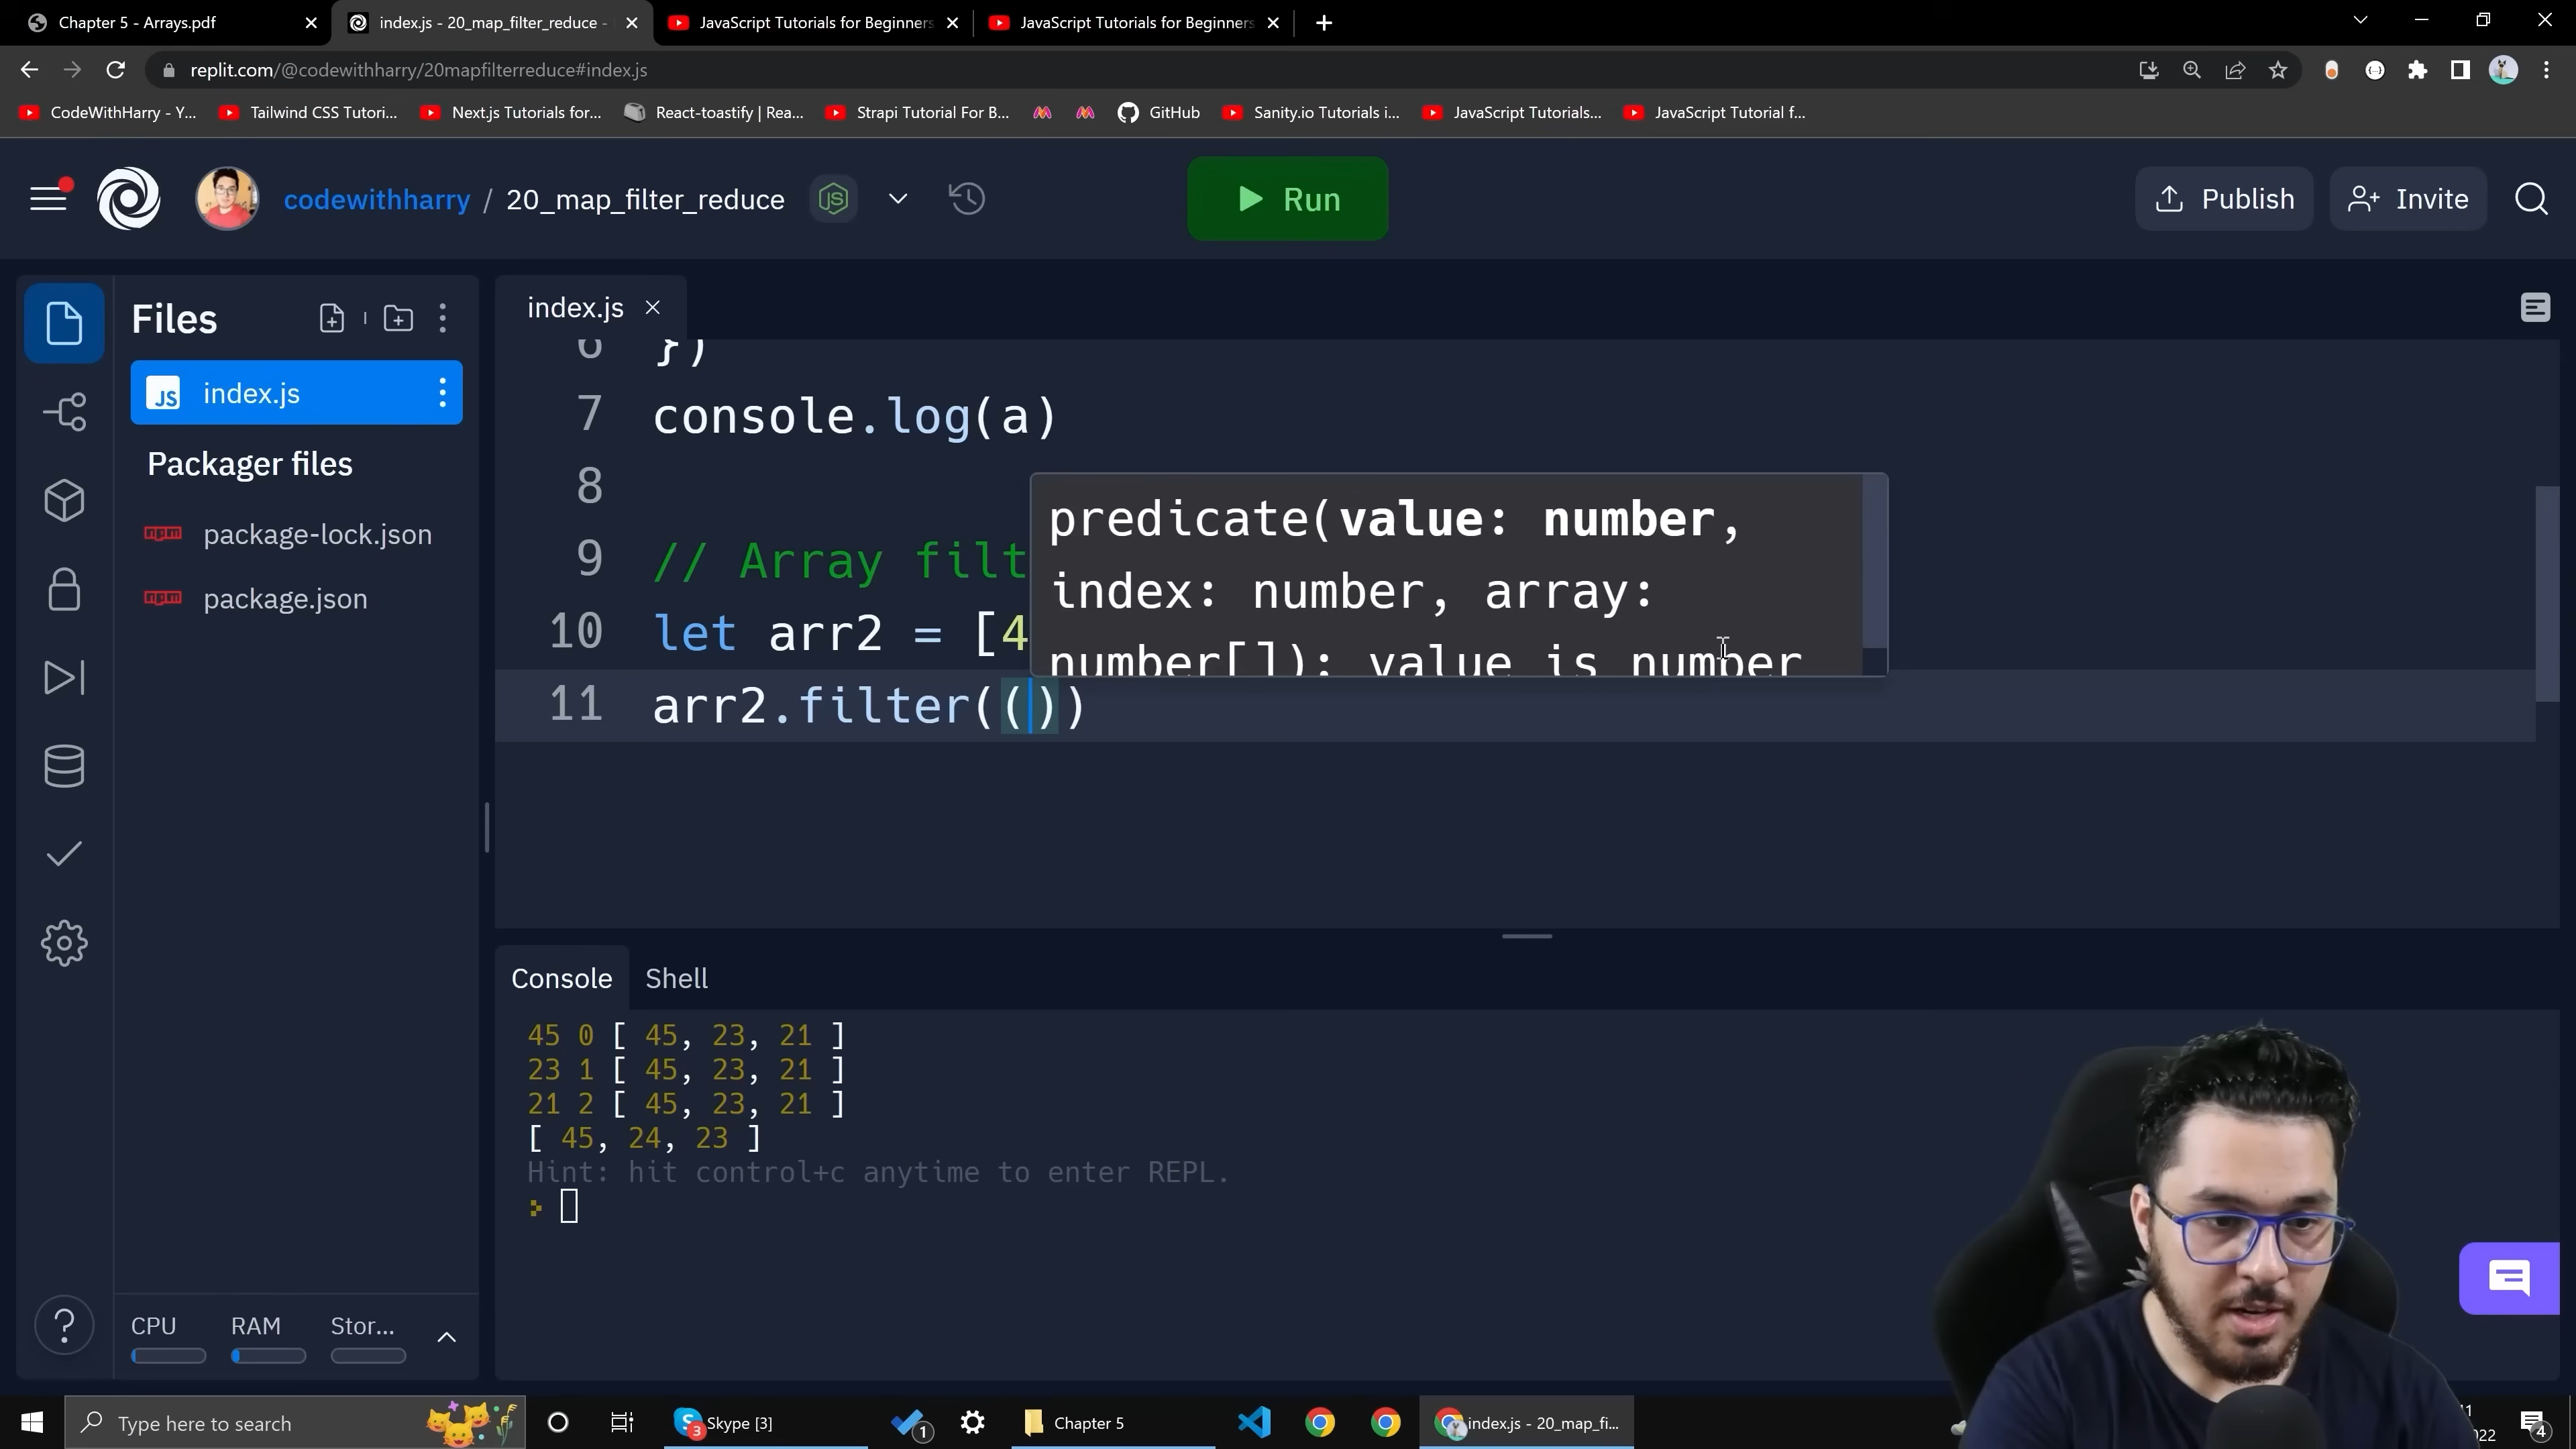 Chapter 5 - Arrays.pdf
index.js - 20_map_filter_reduce -
JavaScript Tutorials for Beginners
JavaScript Tutorials for Beginners
replit.com/@codewithharry/20mapfilterreduce#index.js
CodeWithHarry - Y...
Tailwind CSS Tutori...
Next.js Tutorials for...
React-toastify | Rea...
Strapi Tutorial For B...
GitHub
Sanity.io Tutorials i...
JavaScript Tutorials...
JavaScript Tutorial f...
codewithharry / 20_map_filter_reduce
Run
Publish
Invite
Files
index.js
Packager files
package-lock.json
package.json
index.js
6 })
7 console.log(a)
8
9 // Array filt
10 let arr2 = [4
11 arr2.filter(())
predicate(value: number,
index: number, array:
number[]): value is number
Console
Shell
45 0 [ 45, 23, 21 ]
23 1 [ 45, 23, 21 ]
21 2 [ 45, 23, 21 ]
[ 45, 24, 23 ]
Hint: hit control+c anytime to enter REPL.
CPU
RAM
Stor...
?
Type here to search
Skype [3]
3
1
Chapter 5
index.js - 20_map_fi...
4